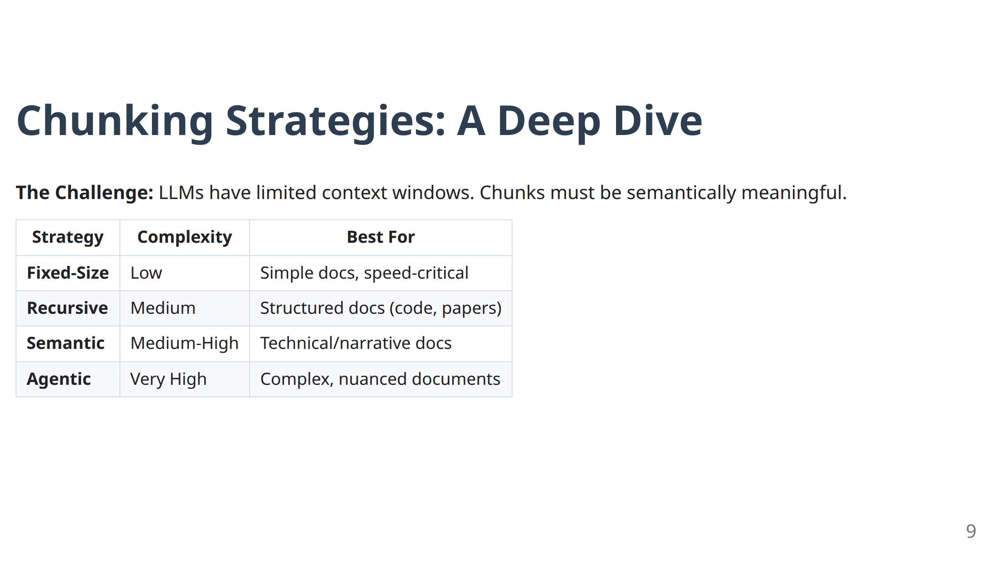 Chunking Strategies: A Deep Dive
The Challenge: LLMs have limited context windows. Chunks must be semantically meaningful.
Strategy Complexity Best For
Fixed-Size Low Simple docs, speed-critical
Recursive Medium Structured docs (code, papers)
Semantic Medium-High Technical/narrative docs
Agentic Very High Complex, nuanced documents
9